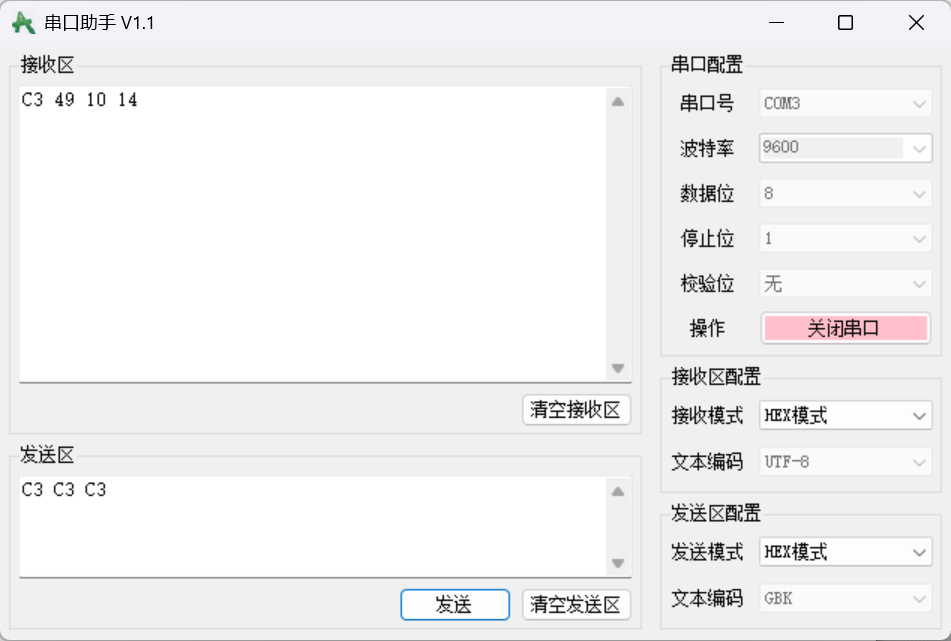 串口助手 V1.1
接收区
C3 49 10 14
清空接收区
发送区
C3 C3 C3
发送
清空发送区
串口配置
串口号 COM3
波特率 9600
数据位 8
停止位 1
校验位 无
操作 关闭串口
接收区配置
接收模式 HEX模式
文本编码 UTF-8
发送区配置
发送模式 HEX模式
文本编码 GBK